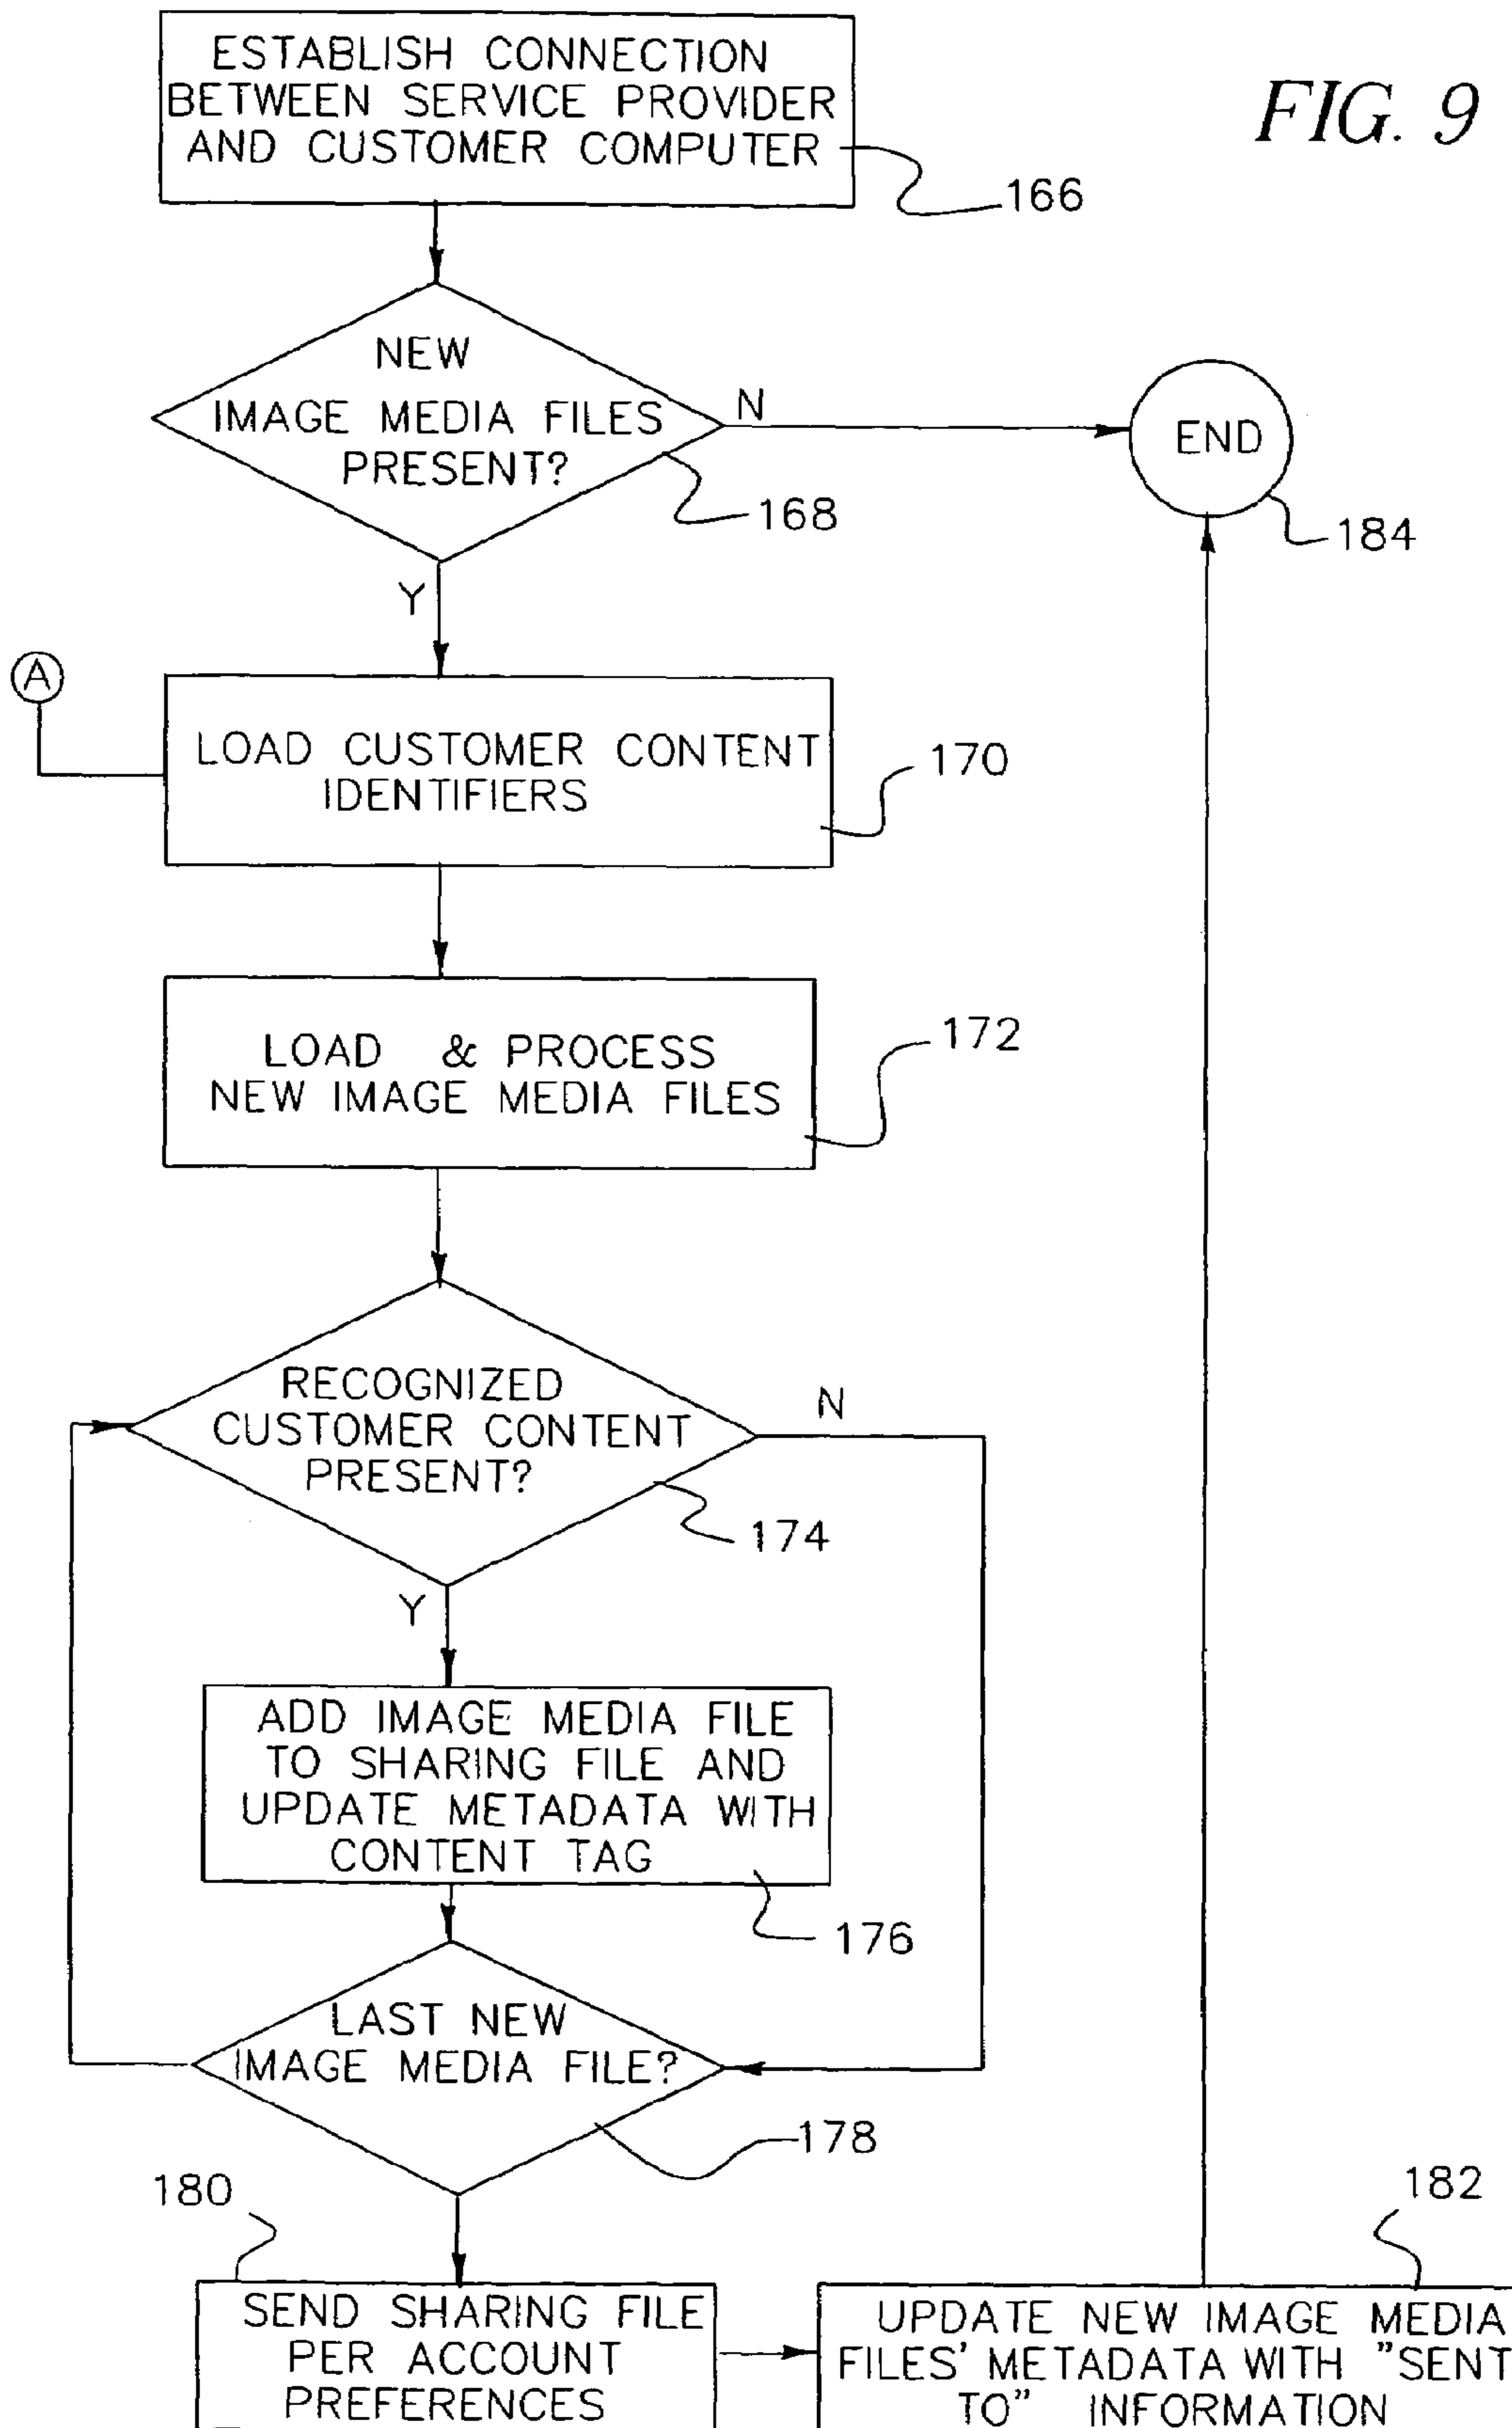 FIG. 9
ESTABLISH CONNECTION
BETWEEN SERVICE PROVIDER
AND CUSTOMER COMPUTER
166
NEW
IMAGE MEDIA FILES
PRESENT?
N
168
END
184
Y
A
LOAD CUSTOMER CONTENT
IDENTIFIERS
170
LOAD & PROCESS
NEW IMAGE MEDIA FILES
172
RECOGNIZED
CUSTOMER CONTENT
PRESENT?
N
174
Y
ADD IMAGE MEDIA FILE
TO SHARING FILE AND
UPDATE METADATA WITH
CONTENT TAG
176
LAST NEW
IMAGE MEDIA FILE?
178
180
SEND SHARING FILE
PER ACCOUNT
PREFERENCES
182
UPDATE NEW IMAGE MEDIA
FILES' METADATA WITH "SENT
TO" INFORMATION